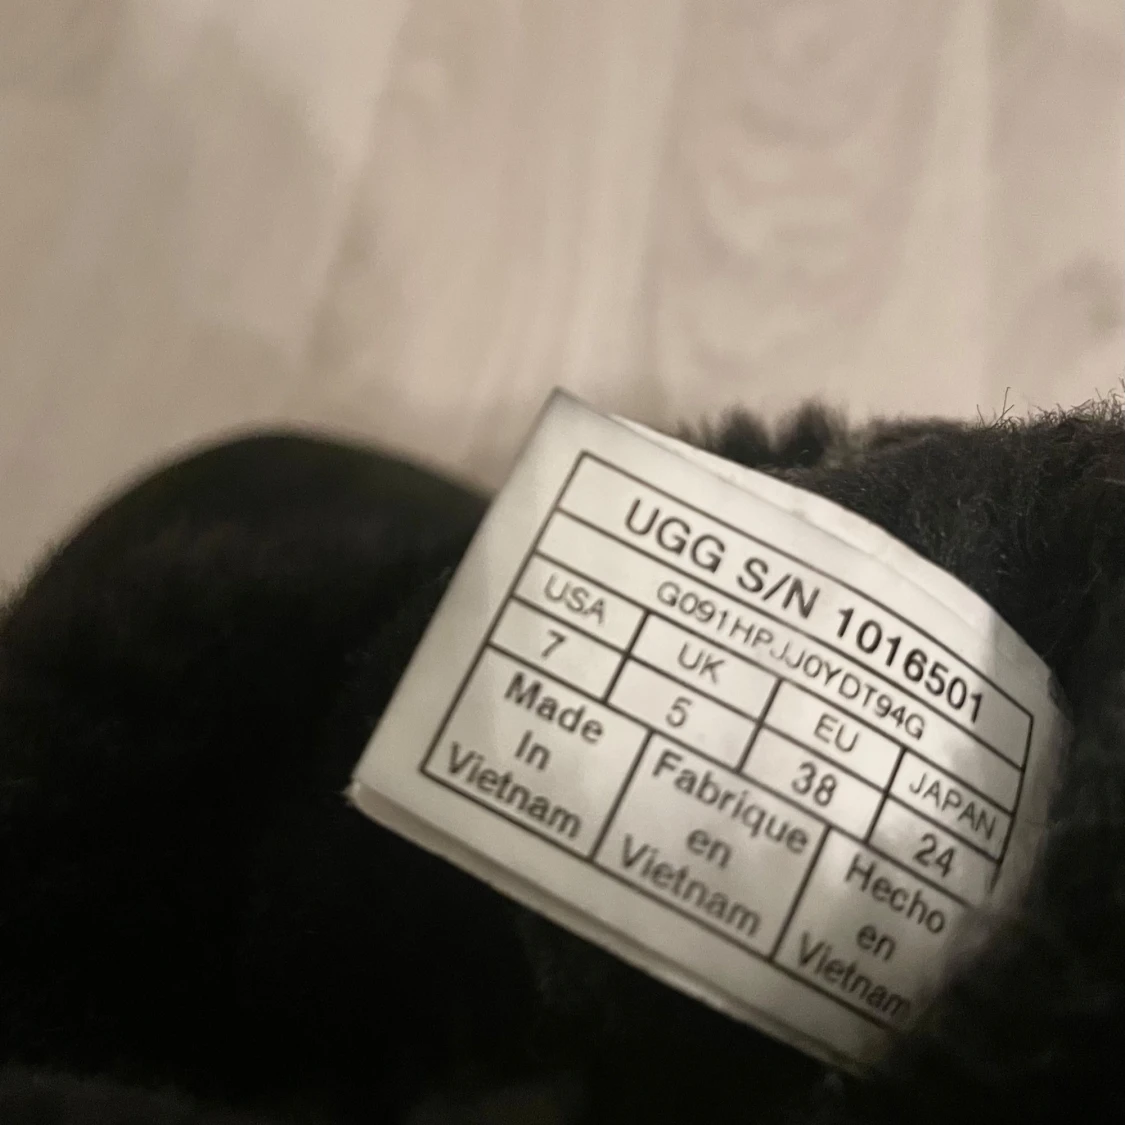 UGG S/N 1016501
G091HPJJ0YDT94G
USA UK EU JAPAN
7 5 38 24
Made In Vietnam
Fabrique en Vietnam
Hecho en Vietnam